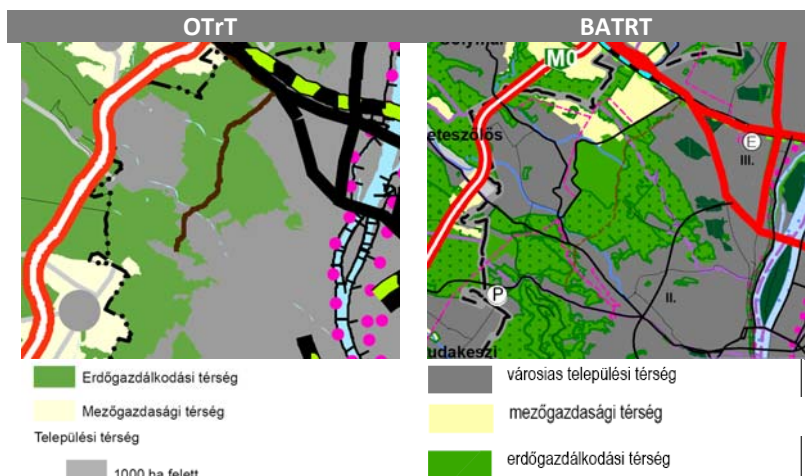 OTrT
BATRT
M0
eteszőlős
E
III.
P
II.
udakeszi
Erdőgazdálkodási térség
Mezőgazdasági térség
Települési térség
1000 ha felett
városias települési térség
mezőgazdasági térség
erdőgazdálkodási térség